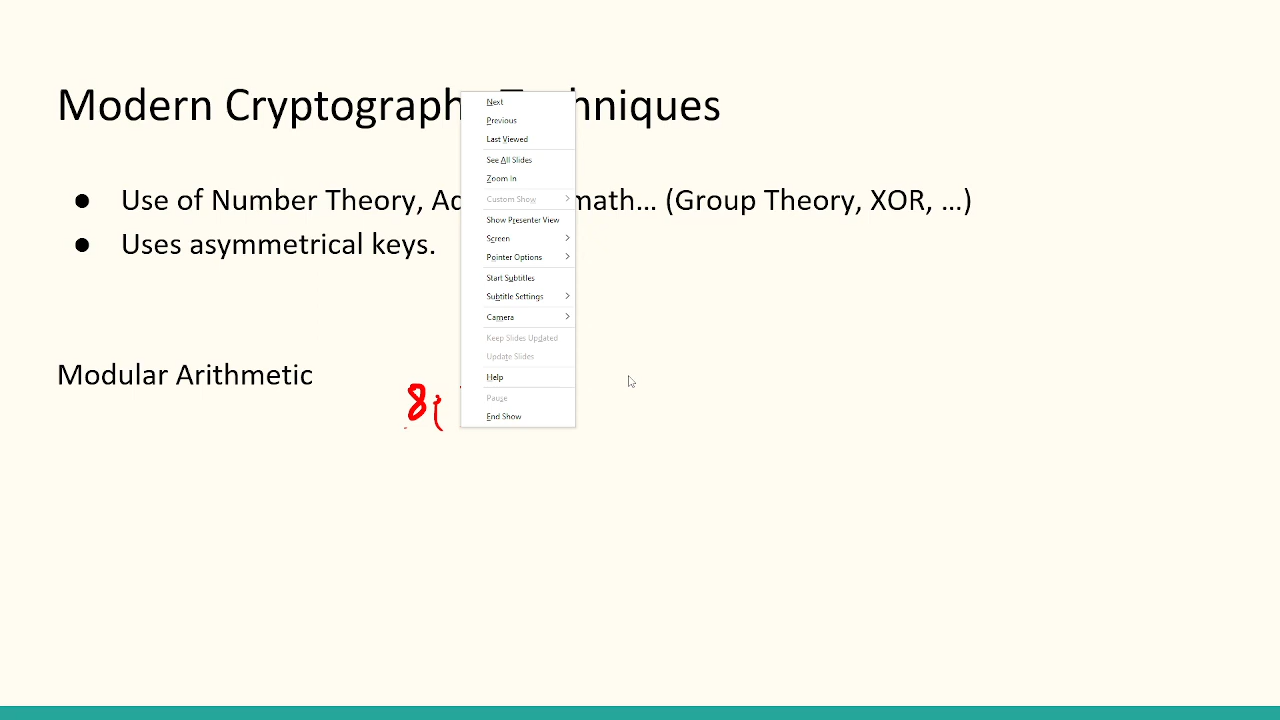 Modern Cryptograph Techniques
● Use of Number Theory, math... (Group Theory, XOR, ...)
● Uses asymmetrical keys.
Modular Arithmetic
8(
Next
Previous
Last Viewed
See All Slides
Zoom In
Custom Show
Show Presenter View
Screen
Pointer Options
Start Subtitles
Subtitle Settings
Camera
Keep Slides Updated
Update Slides
Help
Pause
End Show